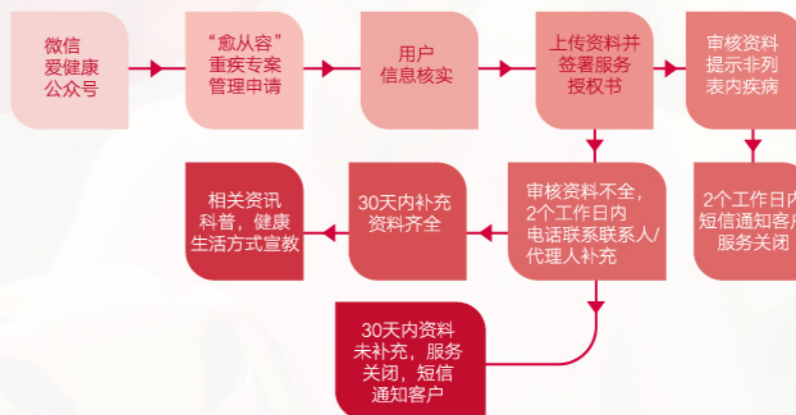 微信
爱健康
公众号
“愈从容”
重疾专案
管理申请
用户
信息核实
上传资料并
签署服务
授权书
审核资料
提示非列
表内疾病
相关资讯
科普，健康
生活方式宣教
30天内补充
资料齐全
审核资料不全，
2个工作日内
电话联系联系人/
代理人补充
2个工作日内
短信通知客户
服务关闭
30天内资料
未补充，服务
关闭，短信
通知客户